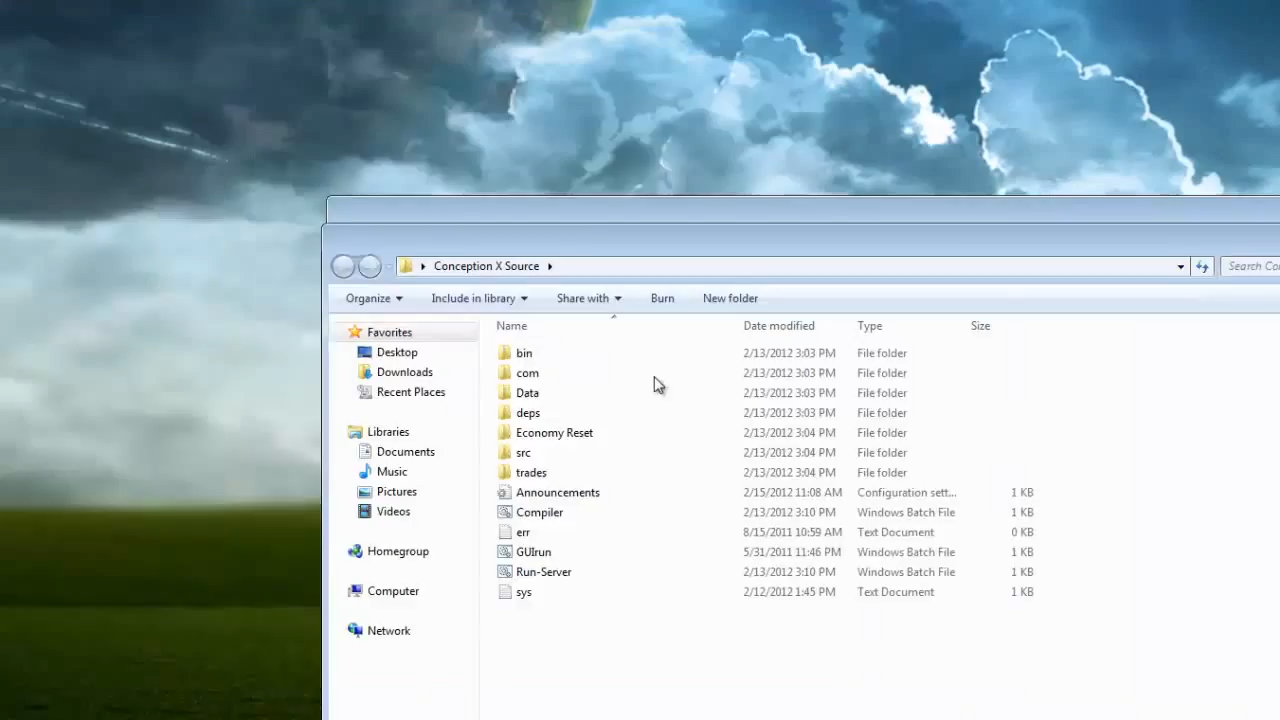 Conception X Source
Search Co
Organize Include in library Share with Burn New folder
Name Date modified Type Size
Favorites
Desktop
Downloads
Recent Places
Libraries
Documents
Music
Pictures
Videos
Homegroup
Computer
Network
bin 2/13/2012 3:03 PM File folder
com 2/13/2012 3:03 PM File folder
Data 2/13/2012 3:03 PM File folder
deps 2/13/2012 3:03 PM File folder
Economy Reset 2/13/2012 3:04 PM File folder
src 2/13/2012 3:04 PM File folder
trades 2/13/2012 3:04 PM File folder
Announcements 2/15/2012 11:08 AM Configuration sett... 1 KB
Compiler 2/13/2012 3:10 PM Windows Batch File 1 KB
err 8/15/2011 10:59 AM Text Document 0 KB
GUIrun 5/31/2011 11:46 PM Windows Batch File 1 KB
Run-Server 2/13/2012 3:10 PM Windows Batch File 1 KB
sys 2/12/2012 1:45 PM Text Document 1 KB